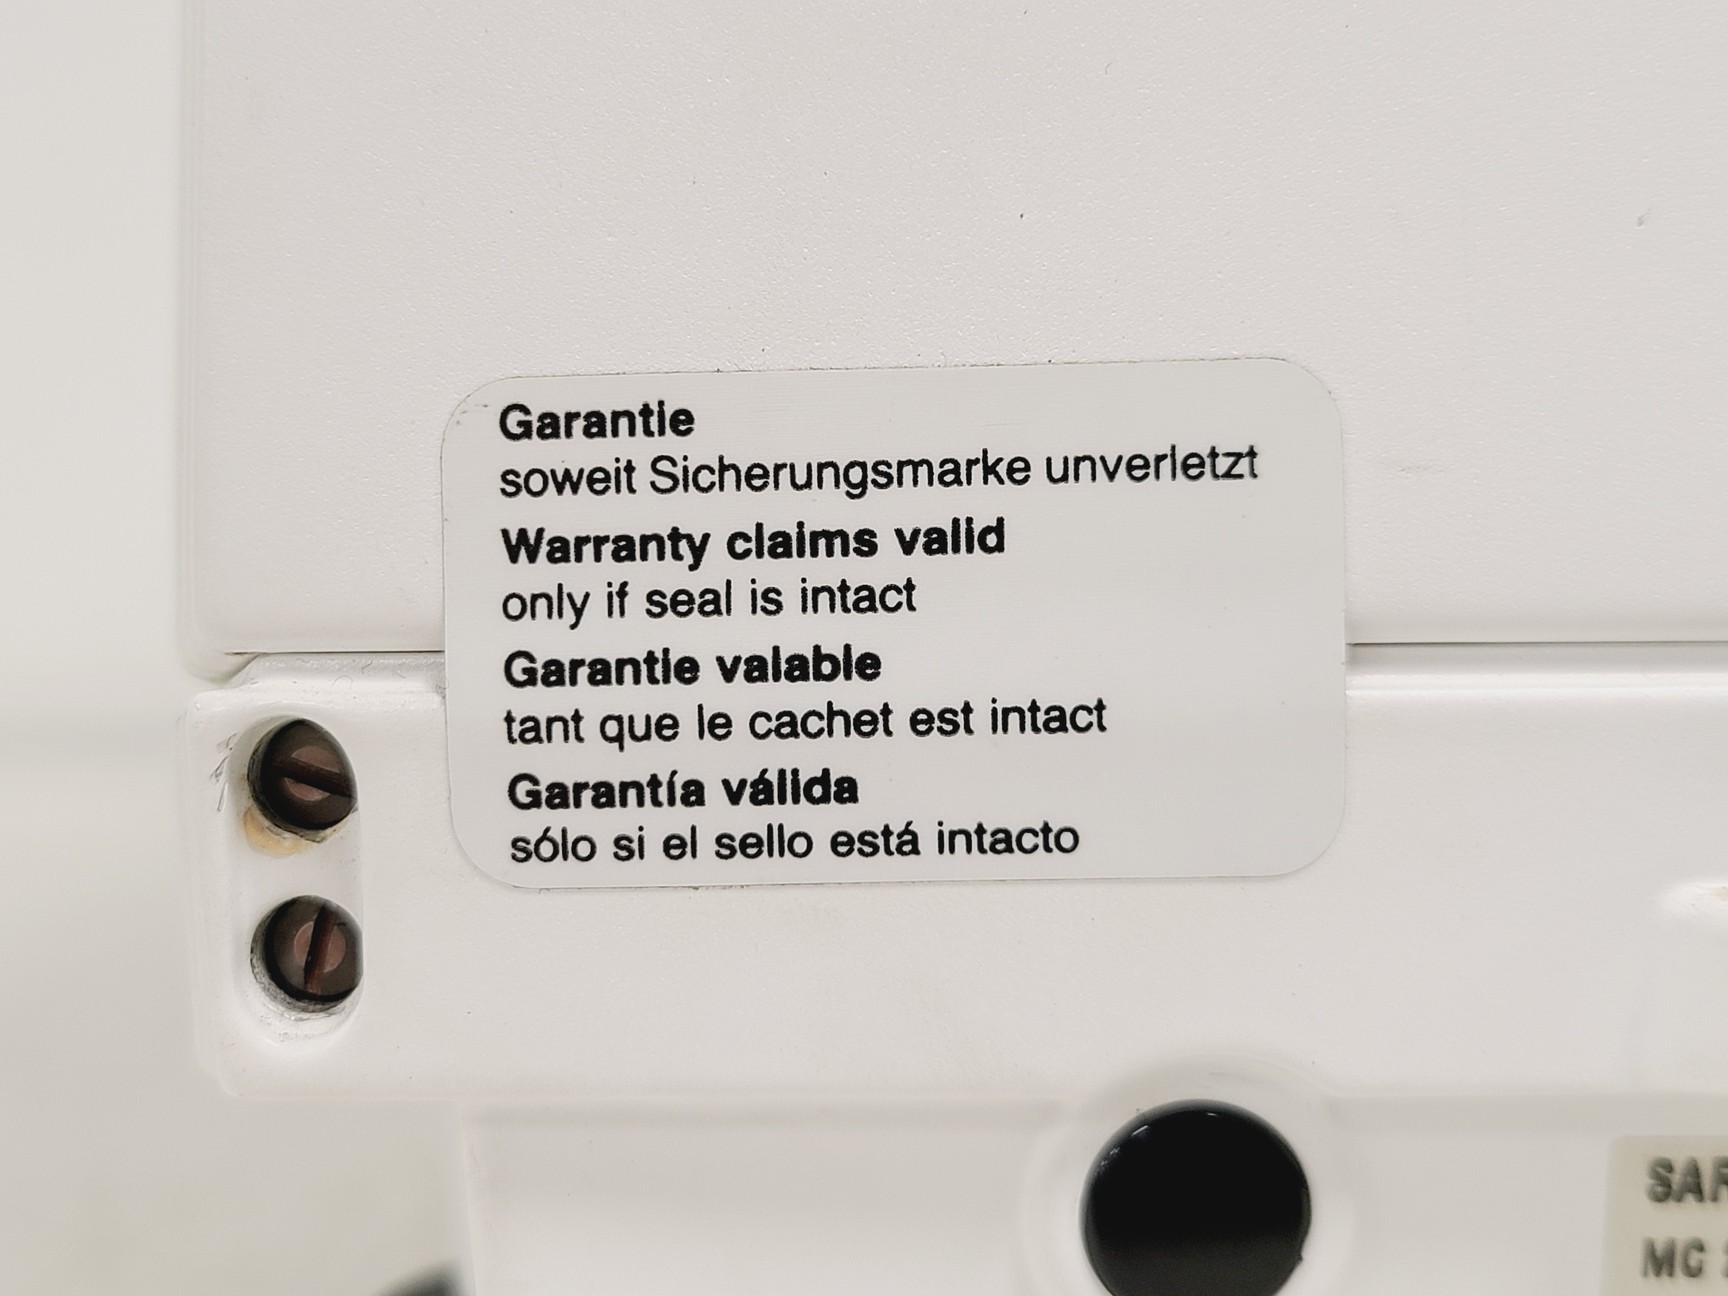 Garantie
soweit Sicherungsmarke unverletzt
Warranty claims valid
only if seal is intact
Garantie valable
tant que le cachet est intact
Garantía válida
sólo si el sello está intacto
MC